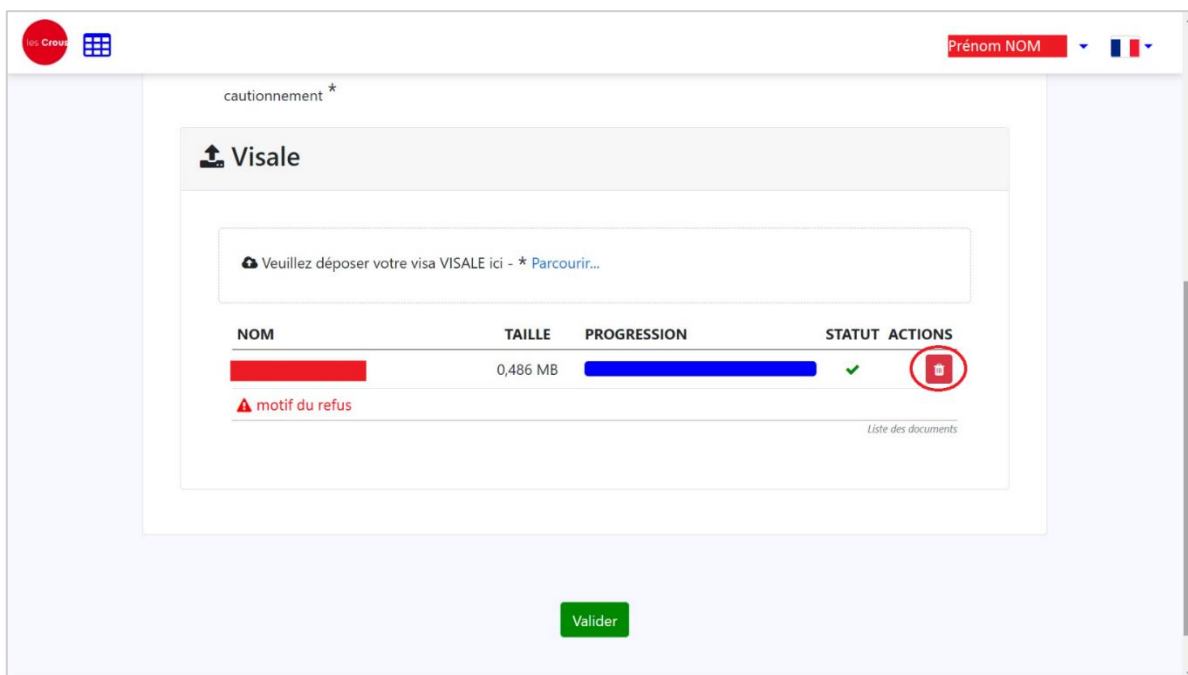 les Crous
Prénom NOM
cautionnement *
Visale
Veuillez déposer votre visa VISALE ici - * Parcourir...
NOM TAILLE PROGRESSION STATUT ACTIONS
0,486 MB
motif du refus
Liste des documents
Valider